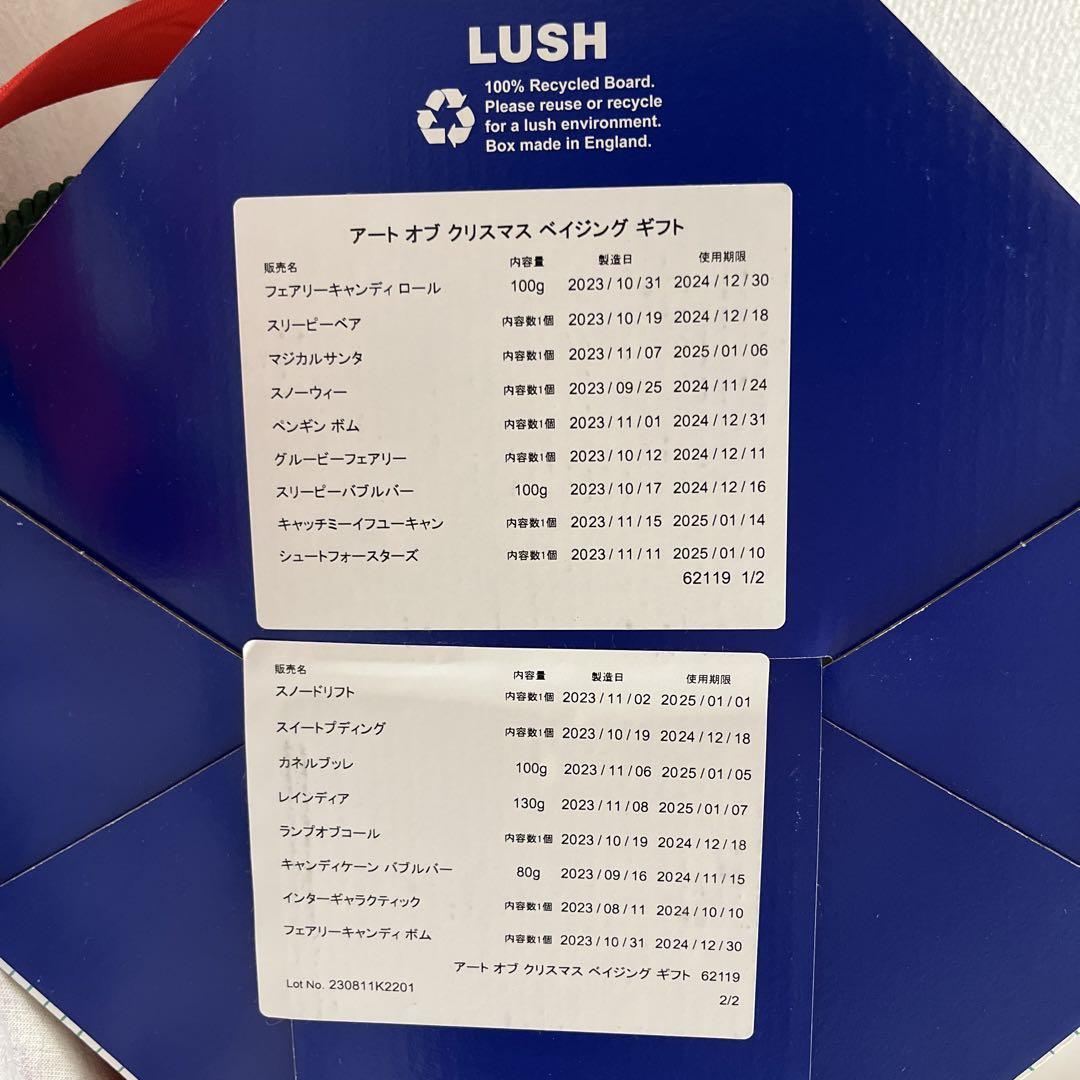 LUSH
100% Recycled Board.
Please reuse or recycle
for a lush environment.
Box made in England.
アート オブ クリスマス ベイジング ギフト
販売名 内容量 製造日 使用期限
フェアリーキャンディ ロール 100g 2023/10/31 2024/12/30
スリーピーベア 内容数1個 2023/10/19 2024/12/18
マジカルサンタ 内容数1個 2023/11/07 2025/01/06
スノーウィー 内容数1個 2023/09/25 2024/11/24
ペンギン ボム 内容数1個 2023/11/01 2024/12/31
グルービーフェアリー 内容数1個 2023/10/12 2024/12/11
スリーピーバブルバー 100g 2023/10/17 2024/12/16
キャッチミーイフユーキャン 内容数1個 2023/11/15 2025/01/14
シュートフォースターズ 内容数1個 2023/11/11 2025/01/10
62119 1/2
販売名 内容量 製造日 使用期限
スノードリフト 内容数1個 2023/11/02 2025/01/01
スイートプディング 内容数1個 2023/10/19 2024/12/18
カネルブッレ 100g 2023/11/06 2025/01/05
レインディア 130g 2023/11/08 2025/01/07
ランプオブコール 内容数1個 2023/10/19 2024/12/18
キャンディケーン バブルバー 80g 2023/09/16 2024/11/15
インターギャラクティック 内容数1個 2023/08/11 2024/10/10
フェアリーキャンディ ボム 内容数1個 2023/10/31 2024/12/30
アート オブ クリスマス ベイジング ギフト 62119
Lot No. 230811K2201
2/2